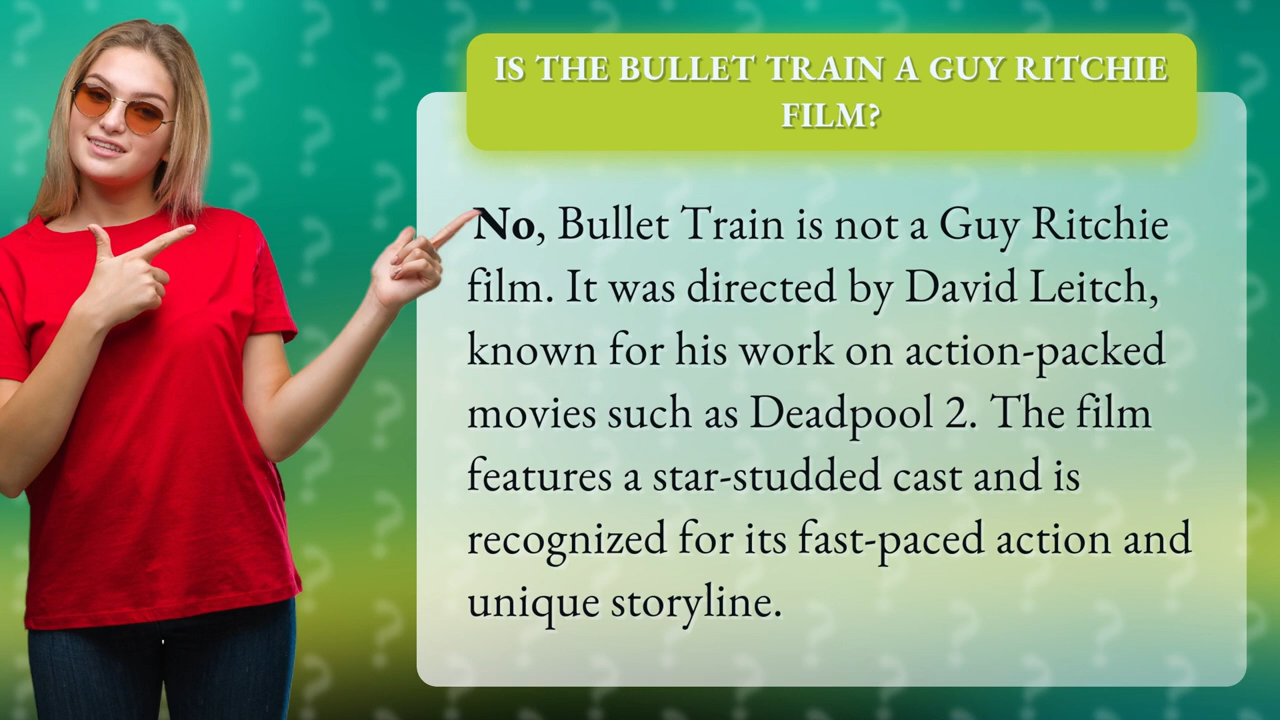 IS THE BULLET TRAIN A GUY RITCHIE
FILM?
No, Bullet Train is not a Guy Ritchie
film. It was directed by David Leitch,
known for his work on action-packed
movies such as Deadpool 2. The film
features a star-studded cast and is
recognized for its fast-paced action and
unique storyline.